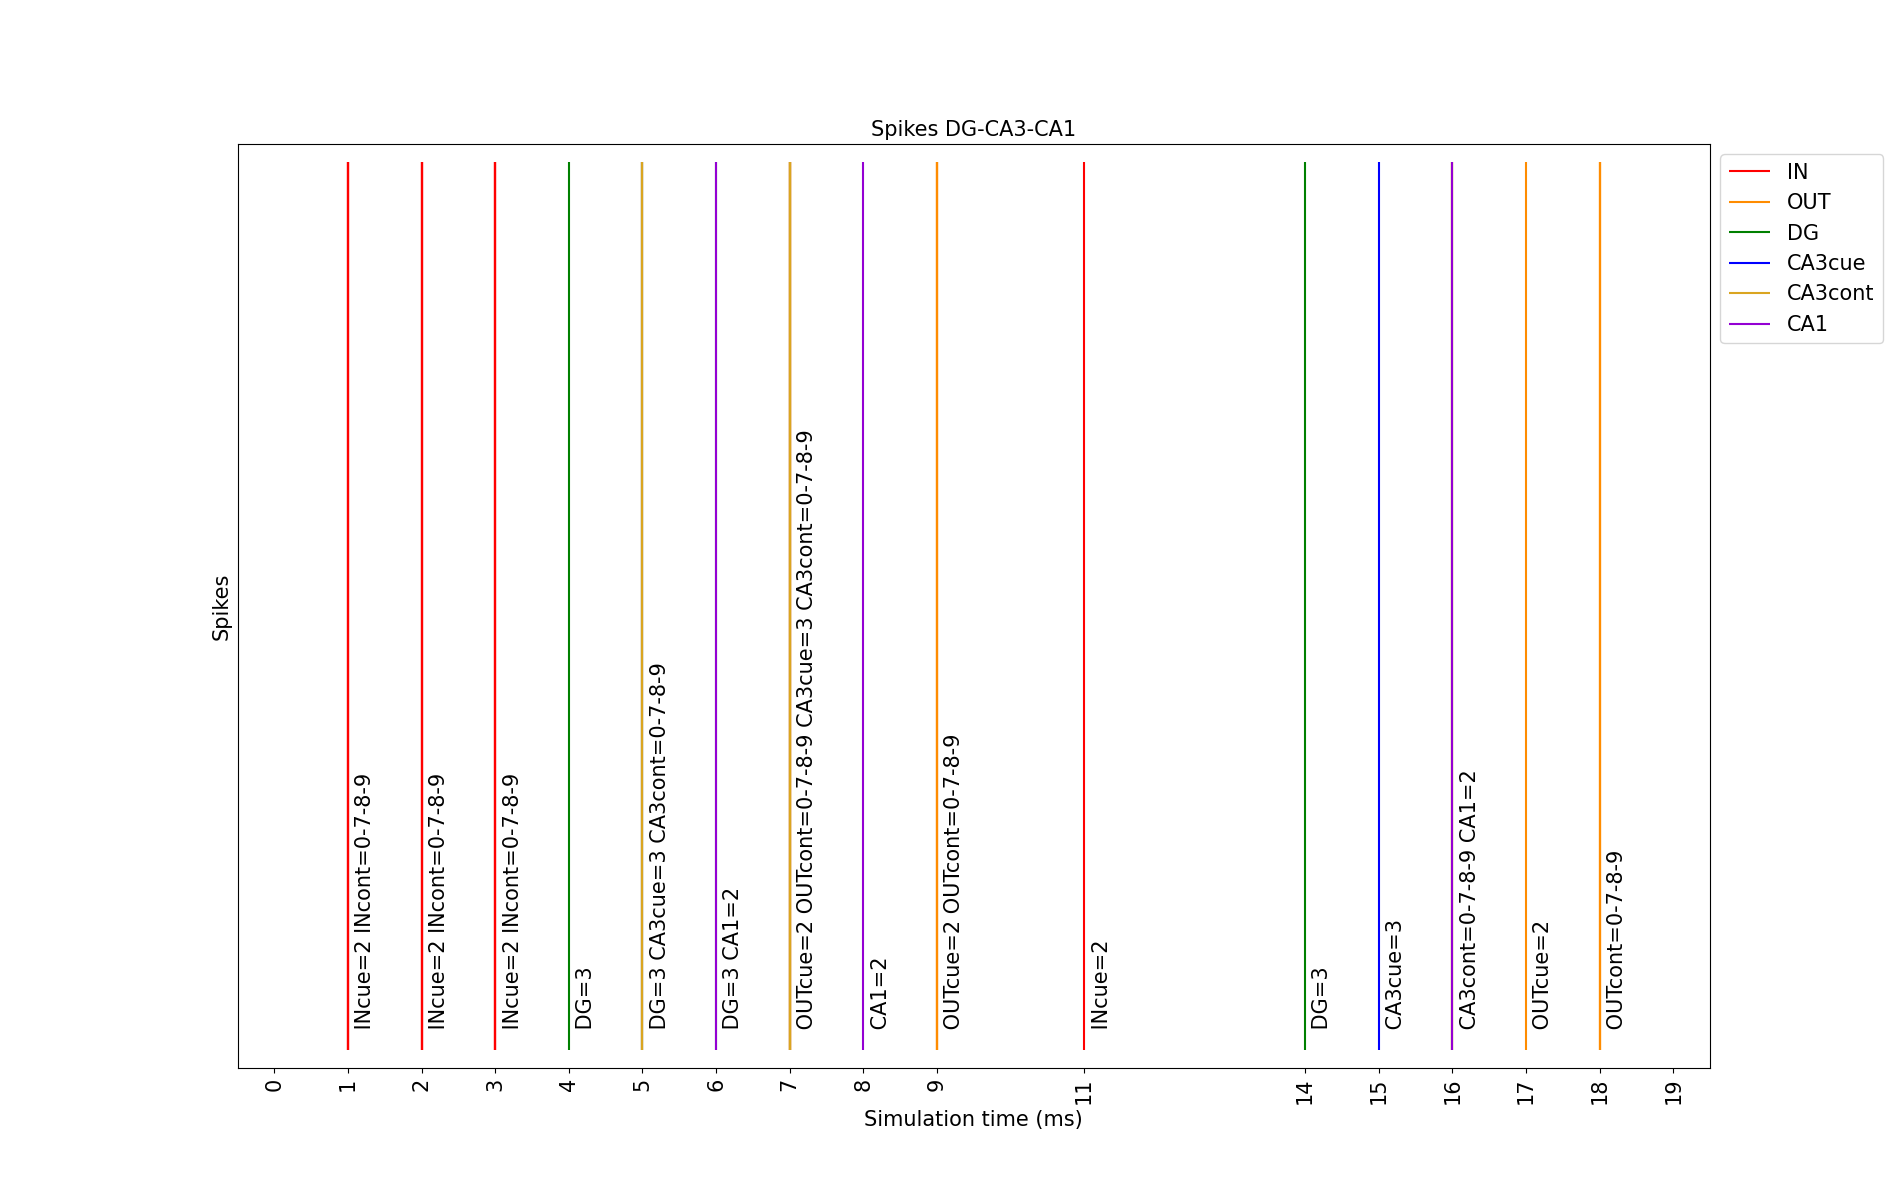 Spikes DG-CA3-CA1
IN
OUT
DG
CA3cue
CA3cont
CA1
Spikes
INcue=2 INcont=0-7-8-9
INcue=2 INcont=0-7-8-9
INcue=2 INcont=0-7-8-9
DG=3
DG=3 CA3cue=3 CA3cont=0-7-8-9
DG=3 CA1=2
OUTcue=2 OUTcont=0-7-8-9 CA3cue=3 CA3cont=0-7-8-9
CA1=2
OUTcue=2 OUTcont=0-7-8-9
INcue=2
DG=3
CA3cue=3
CA3cont=0-7-8-9 CA1=2
OUTcue=2
OUTcont=0-7-8-9
0 1 2 3 4 5 6 7 8 9 11 14 15 16 17 18 19
Simulation time (ms)